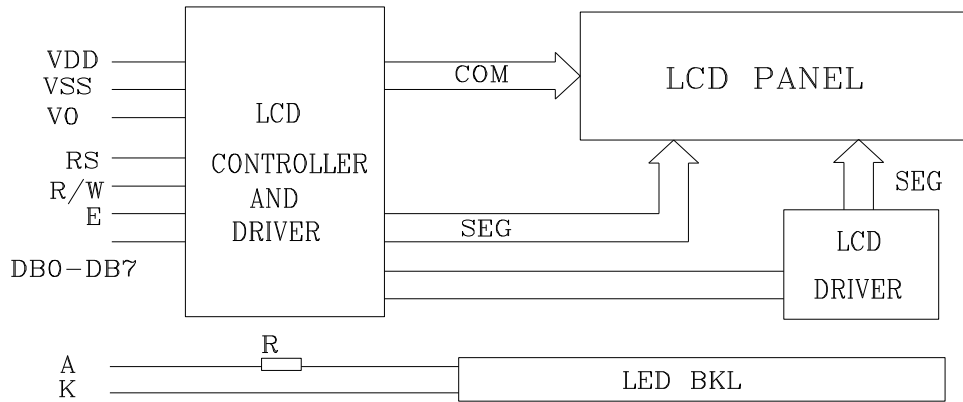 VDD
VSS
V0
RS
R/W
E
DB0-DB7
LCD
CONTROLLER
AND
DRIVER
COM
SEG
LCD PANEL
SEG
LCD
DRIVER
A
K
R
LED BKL